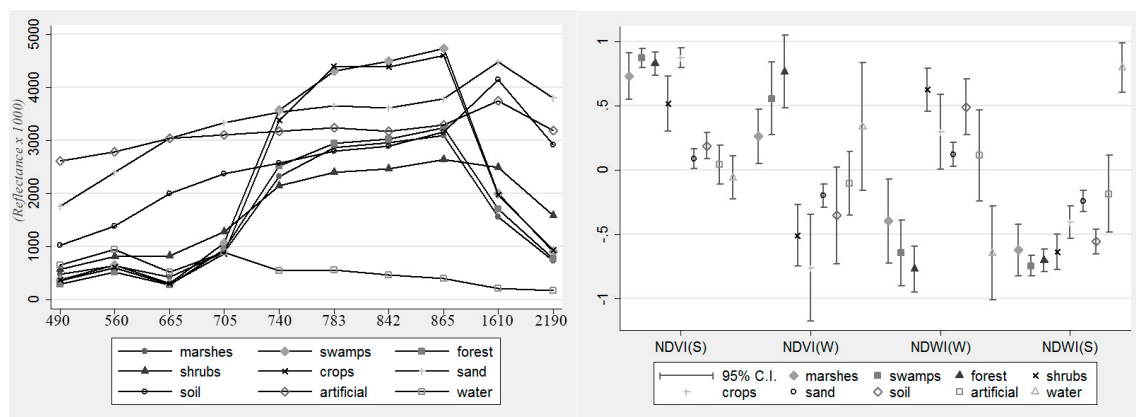 (Reflectance x 1000)
5000
4000
3000
2000
1000
0
490 560 665 705 740 783 842 865 1610 2190
marshes swamps forest
shrubs crops sand
soil artificial water
1
.5
0
-.5
-1
NDVI(S) NDVI(W) NDWI(W) NDWI(S)
95% C.I. marshes swamps forest shrubs
crops sand soil artificial water